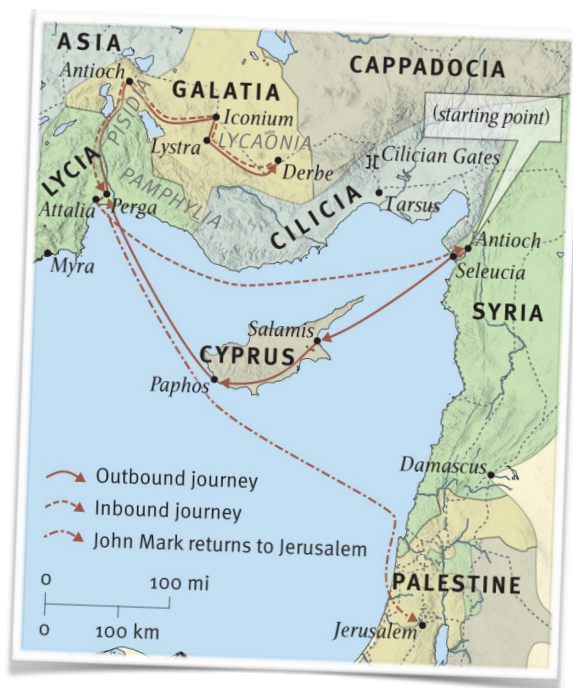 ASIA
Antioch
GALATIA
CAPPADOCIA
(starting point)
PISIDIA
Iconium
LYCAONIA
Lystra
Derbe
Cilician Gates
LYCIA
PAMPHYLIA
CILICIA
Tarsus
Attalia
Perga
Antioch
Seleucia
Myra
SYRIA
Salamis
CYPRUS
Paphos
Damascus
Outbound journey
Inbound journey
John Mark returns to Jerusalem
0 100 mi
0 100 km
PALESTINE
Jerusalem